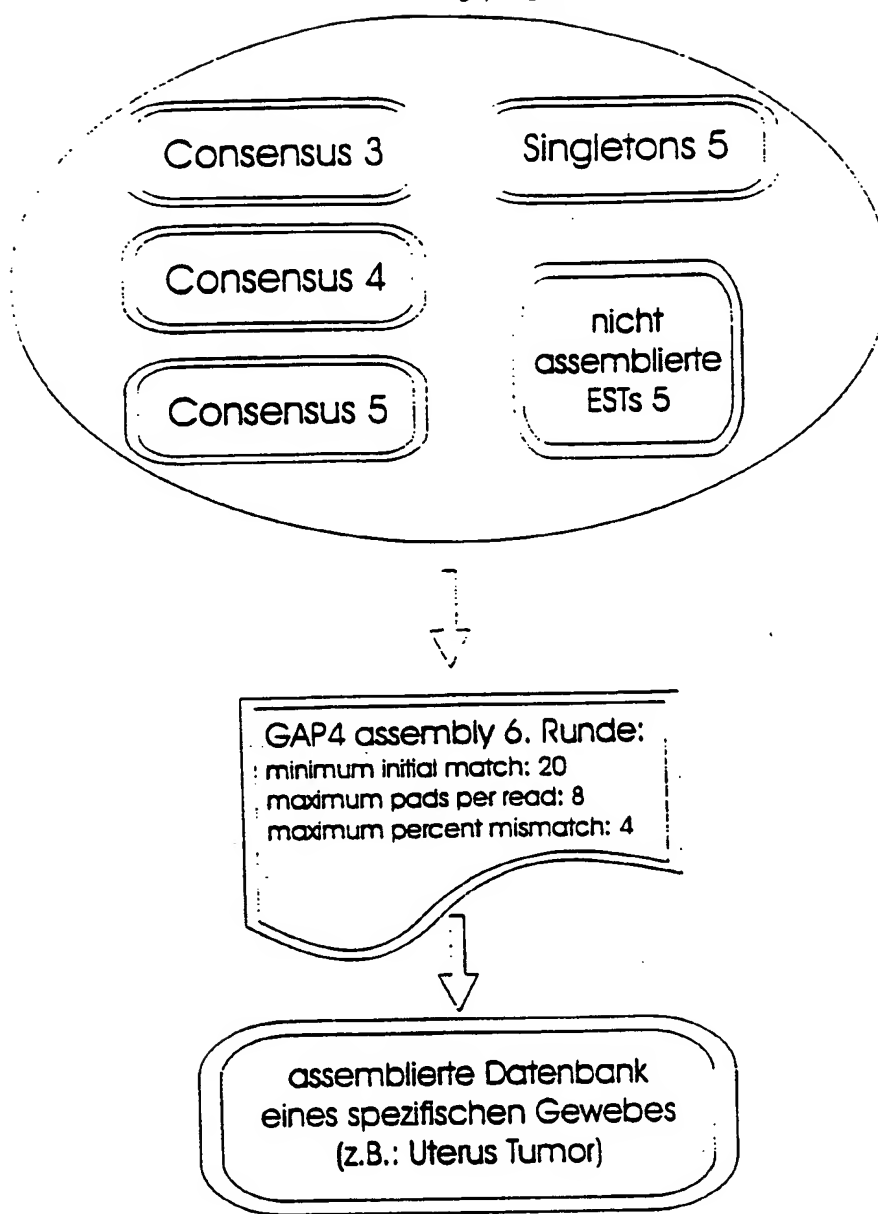 Consensus 3
Singletons 5
Consensus 4
nicht
assemblierte
ESTs 5
Consensus 5
GAP4 assembly 6. Runde:
minimum initial match: 20
maximum pads per read: 8
maximum percent mismatch: 4
assemblierte Datenbank
eines spezifischen Gewebes
(z.B.: Uterus Tumor)